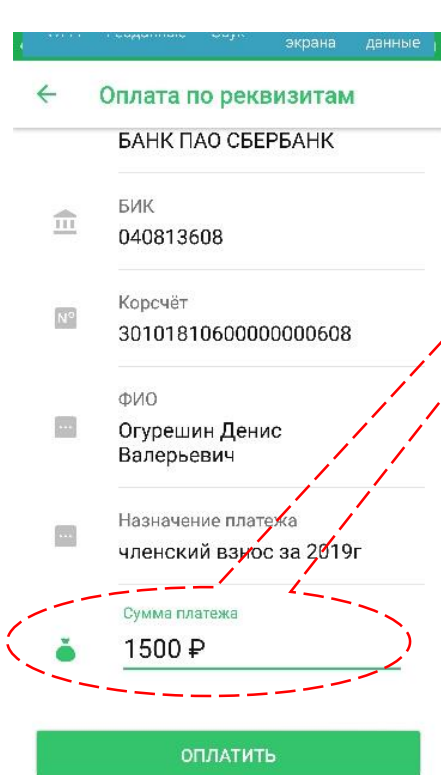 экрана данные
← Оплата по реквизитам
БАНК ПАО СБЕРБАНК
БИК
040813608
№
Корсчёт
30101810600000000608
ФИО
Огурешин Денис
Валерьевич
Назначение платежа
членский взнос за 2019г
Сумма платежа
1500 ₽
ОПЛАТИТЬ